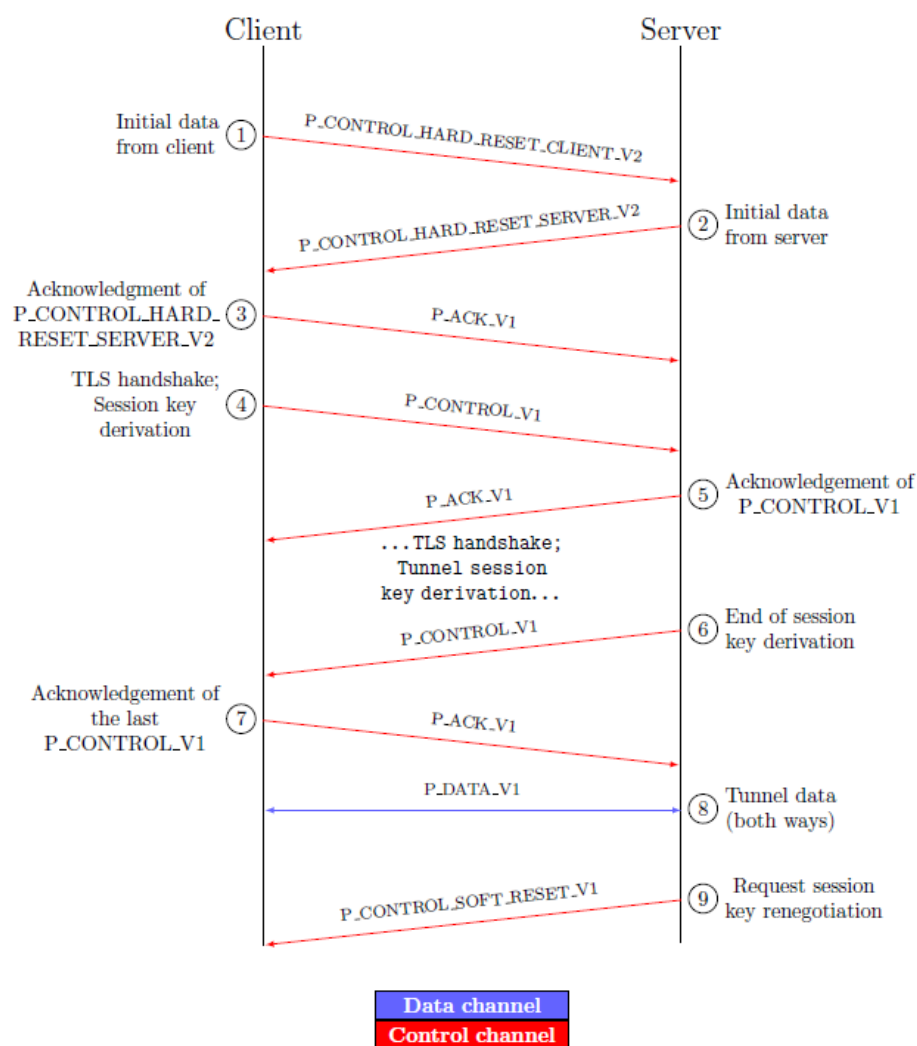 Client
Server
Initial data
from client
1
P_CONTROL_HARD_RESET_CLIENT_V2
P_CONTROL_HARD_RESET_SERVER_V2
2
Initial data
from server
Acknowledgment of
P_CONTROL_HARD_
RESET_SERVER_V2
3
P_ACK_V1
TLS handshake;
Session key
derivation
4
P_CONTROL_V1
P_ACK_V1
5
Acknowledgement of
P_CONTROL_V1
...TLS handshake;
Tunnel session
key derivation...
P_CONTROL_V1
6
End of session
key derivation
Acknowledgement of
the last
P_CONTROL_V1
7
P_ACK_V1
P_DATA_V1
8
Tunnel data
(both ways)
P_CONTROL_SOFT_RESET_V1
9
Request session
key renegotiation
Data channel
Control channel